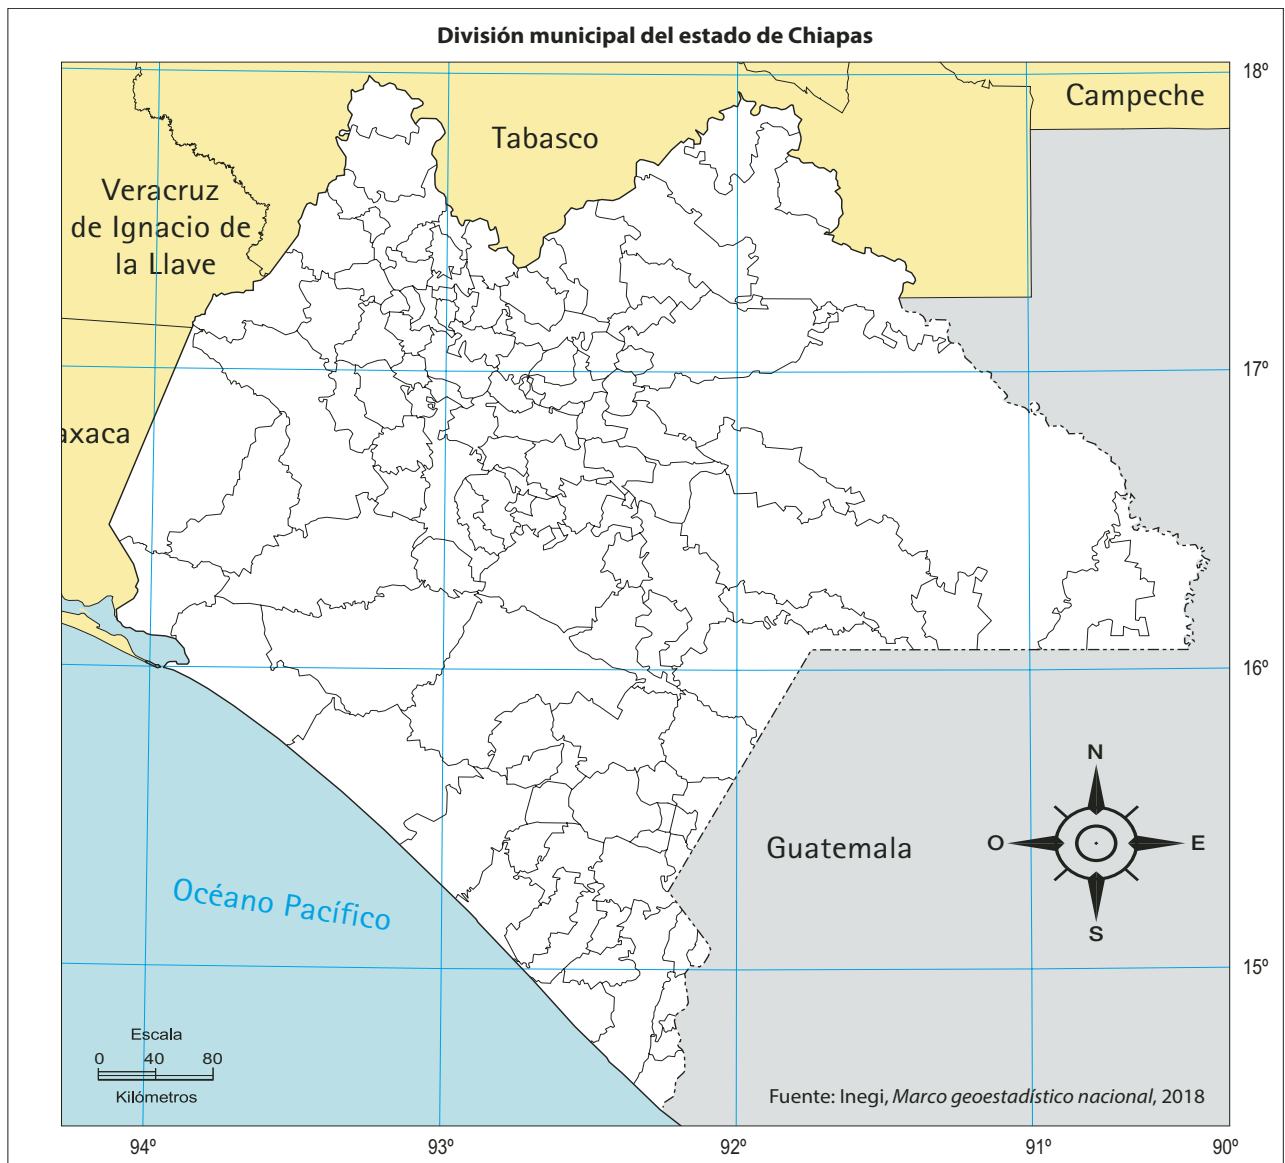 División municipal del estado de Chiapas
18º
Campeche
Tabasco
Veracruz
de Ignacio de
la Llave
17º
axaca
16º
N
O
E
S
Guatemala
Océano Pacífico
15º
Escala
0 40 80
Kilómetros
Fuente: Inegi, Marco geoestadístico nacional, 2018
94º 93º 92º 91º 90º